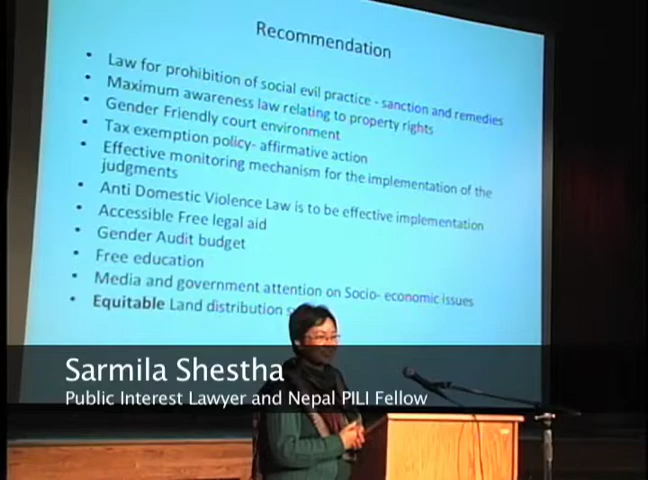 Recommendation
• Law for prohibition of social evil practice - sanction and remedies
• Maximum awareness law relating to property rights
• Gender Friendly court environment
• Tax exemption policy- affirmative action
• Effective monitoring mechanism for the implementation of the
judgments
• Anti Domestic Violence Law is to be effective implementation
• Accessible Free legal aid
• Gender Audit budget
• Free education
• Media and government attention on Socio- economic issues
• Equitable Land distribution
Sarmila Shestha
Public Interest Lawyer and Nepal PILI Fellow